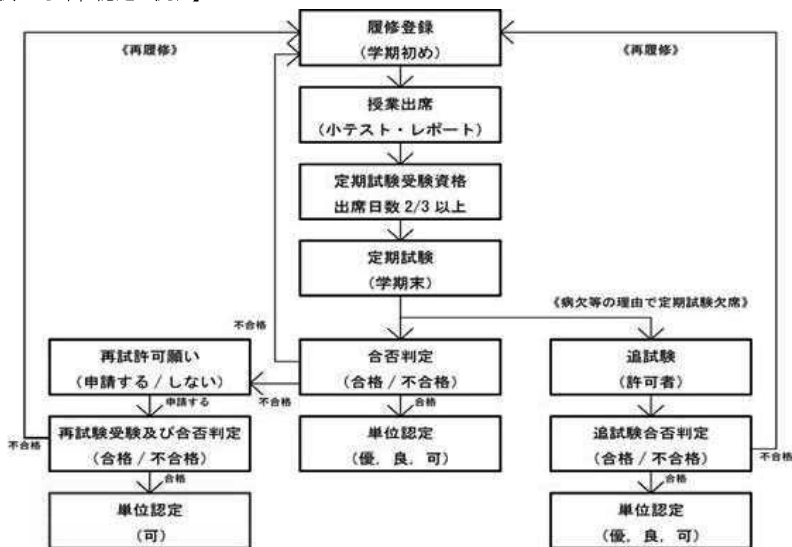 履修登録
(学期初め)
《再履修》
《再履修》
授業出席
(小テスト・レポート)
定期試験受験資格
出席日数 2/3 以上
定期試験
(学期末)
《病欠等の理由で定期試験欠席》
不合格
再試許可願い
(申請する / しない)
合否判定
(合格 / 不合格)
追試験
(許可者)
申請する
不合格
合格
不合格
再試験受験及び合否判定
(合格 / 不合格)
単位認定
(優, 良, 可)
追試験合否判定
(合格 / 不合格)
不合格
合格
合格
単位認定
(可)
単位認定
(優, 良, 可)